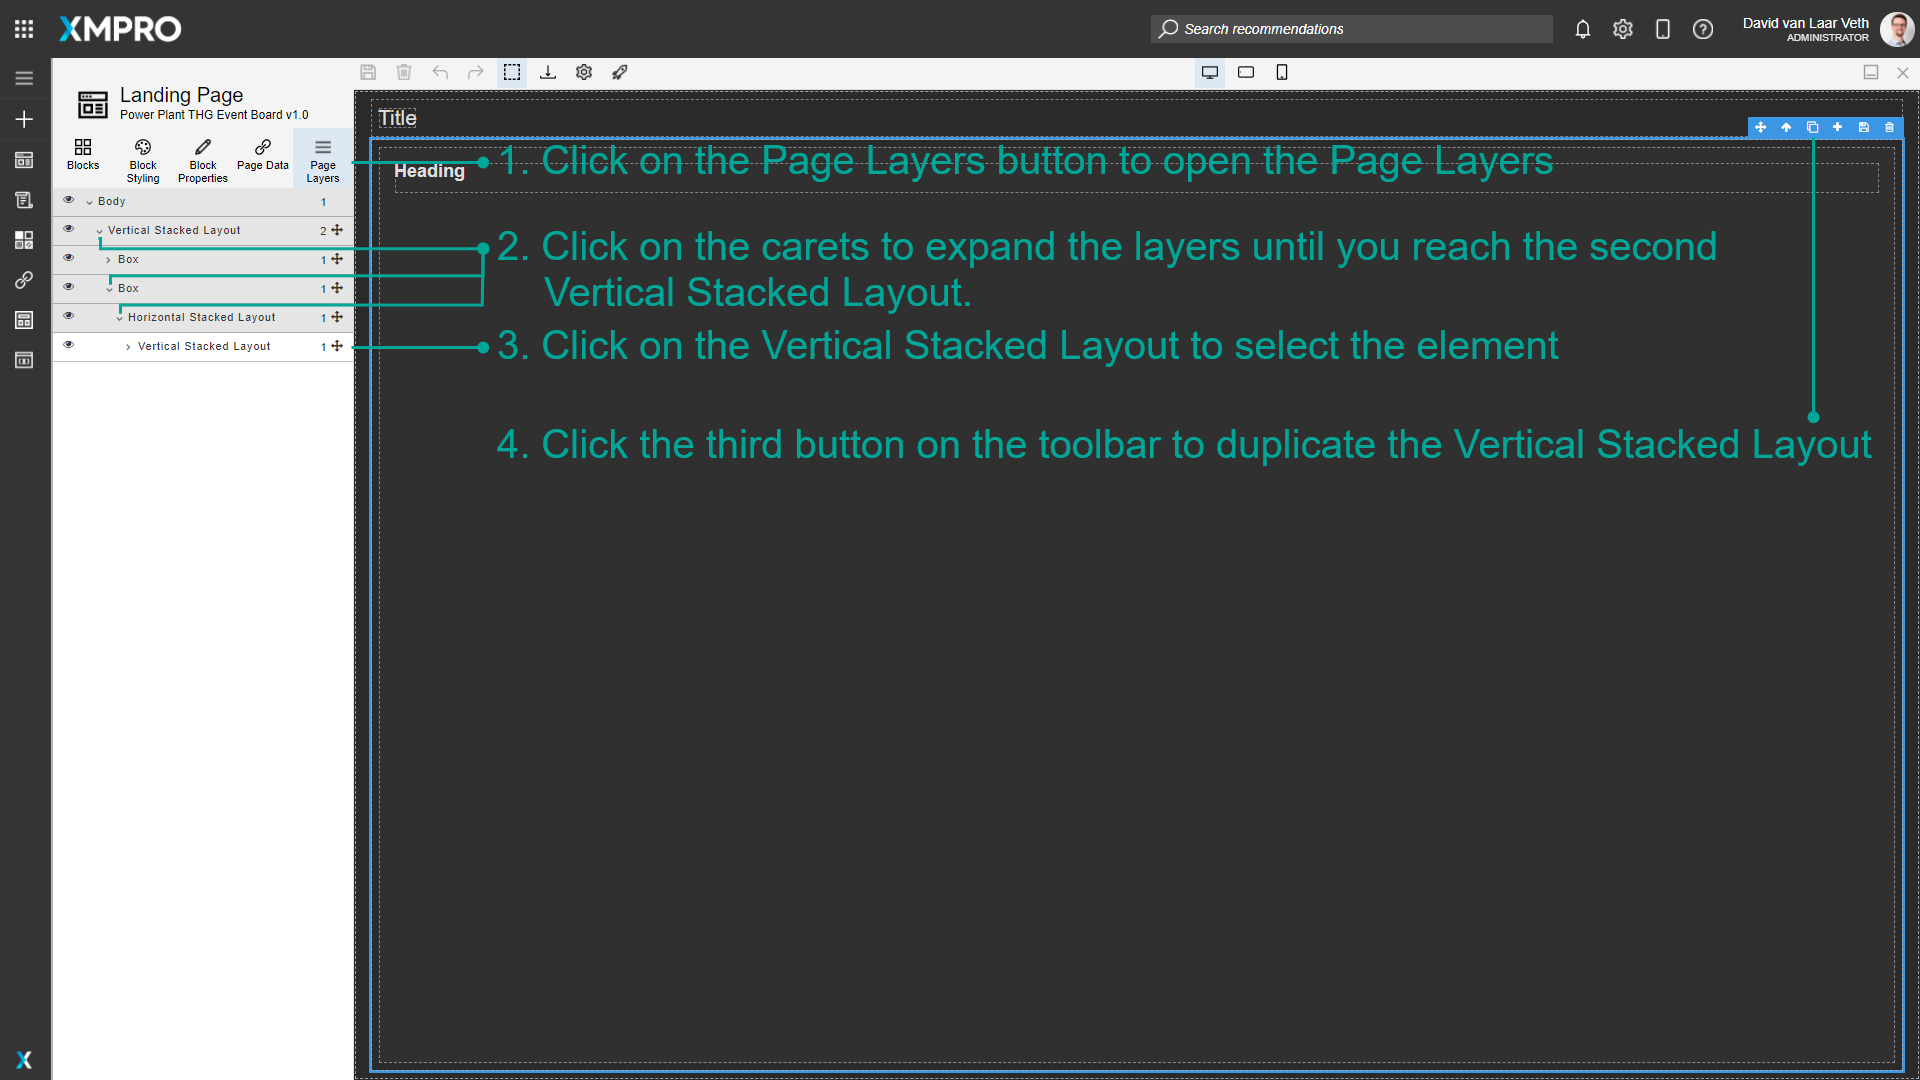 XMPRO
Search recommendations
David van Laar Veth
ADMINISTRATOR
Landing Page
Power Plant THG Event Board v1.0
Blocks
Block Styling
Block Properties
Page Data
Page Layers
Body 1
Vertical Stacked Layout 2
Box 1
Box 1
Horizontal Stacked Layout 1
Vertical Stacked Layout 1
Title
Heading
1. Click on the Page Layers button to open the Page Layers
2. Click on the carets to expand the layers until you reach the second
Vertical Stacked Layout.
3. Click on the Vertical Stacked Layout to select the element
4. Click the third button on the toolbar to duplicate the Vertical Stacked Layout